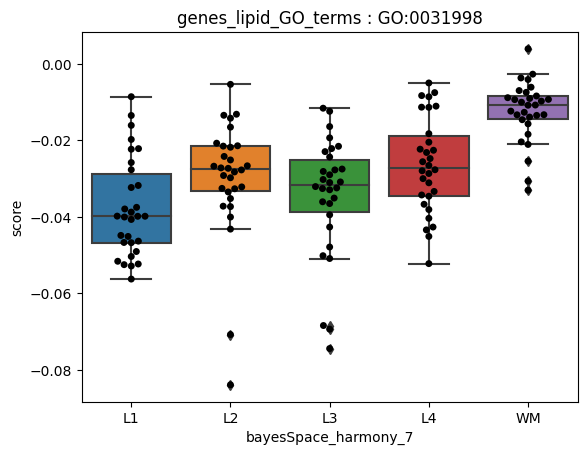 genes_lipid_GO_terms : GO:0031998
0.00
−0.02
−0.04
−0.06
−0.08
score
L1 L2 L3 L4 WM
bayesSpace_harmony_7